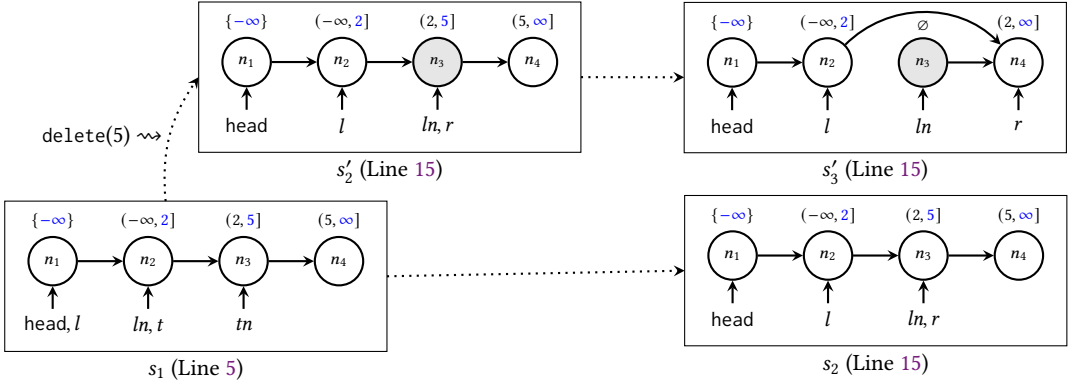 {−∞} (−∞, 2] (2, 5] (5, ∞]
n₁ n₂ n₃ n₄
head l ln, r
s′₂ (Line 15)
{−∞} (−∞, 2] ∅ (2, ∞]
n₁ n₂ n₃ n₄
head l ln r
s′₃ (Line 15)
delete(5) ⇝
{−∞} (−∞, 2] (2, 5] (5, ∞]
n₁ n₂ n₃ n₄
head, l ln, t tn
s₁ (Line 5)
{−∞} (−∞, 2] (2, 5] (5, ∞]
n₁ n₂ n₃ n₄
head l ln, r
s₂ (Line 15)